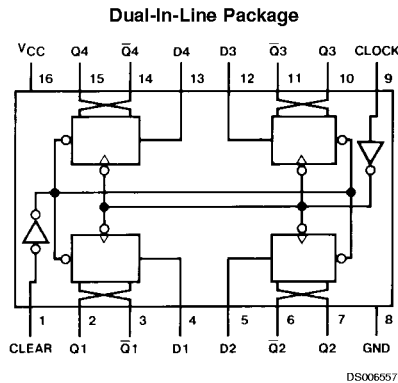 Dual-In-Line Package
VCC Q4 Q̅4 D4 D3 Q̅3 Q3 CLOCK
16 15 14 13 12 11 10 9
1 2 3 4 5 6 7 8
CLEAR Q1 Q̅1 D1 D2 Q̅2 Q2 GND
DS006557